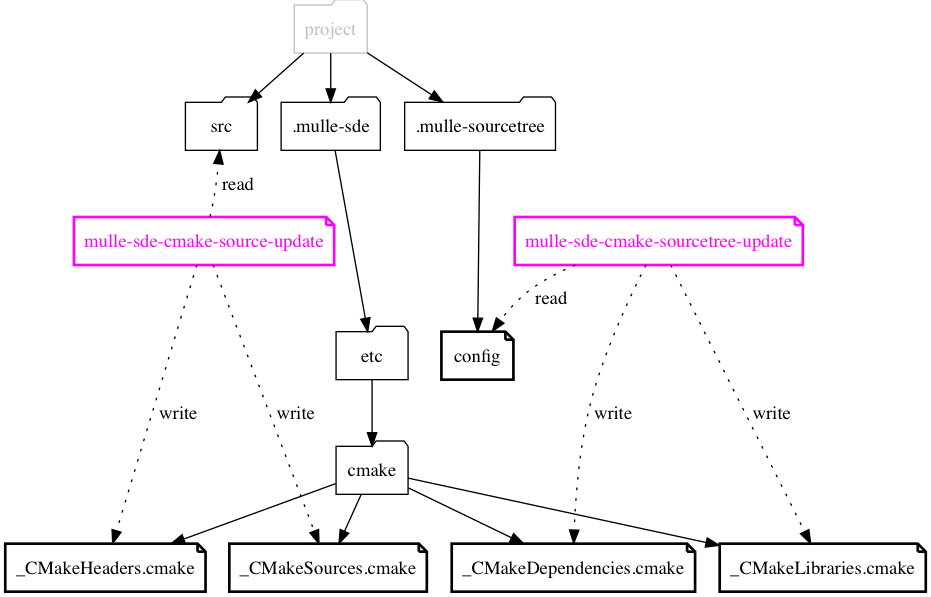 project
src
.mulle-sde
.mulle-sourcetree
read
mulle-sde-cmake-source-update
mulle-sde-cmake-sourcetree-update
read
etc
config
write
write
write
write
cmake
_CMakeHeaders.cmake
_CMakeSources.cmake
_CMakeDependencies.cmake
_CMakeLibraries.cmake